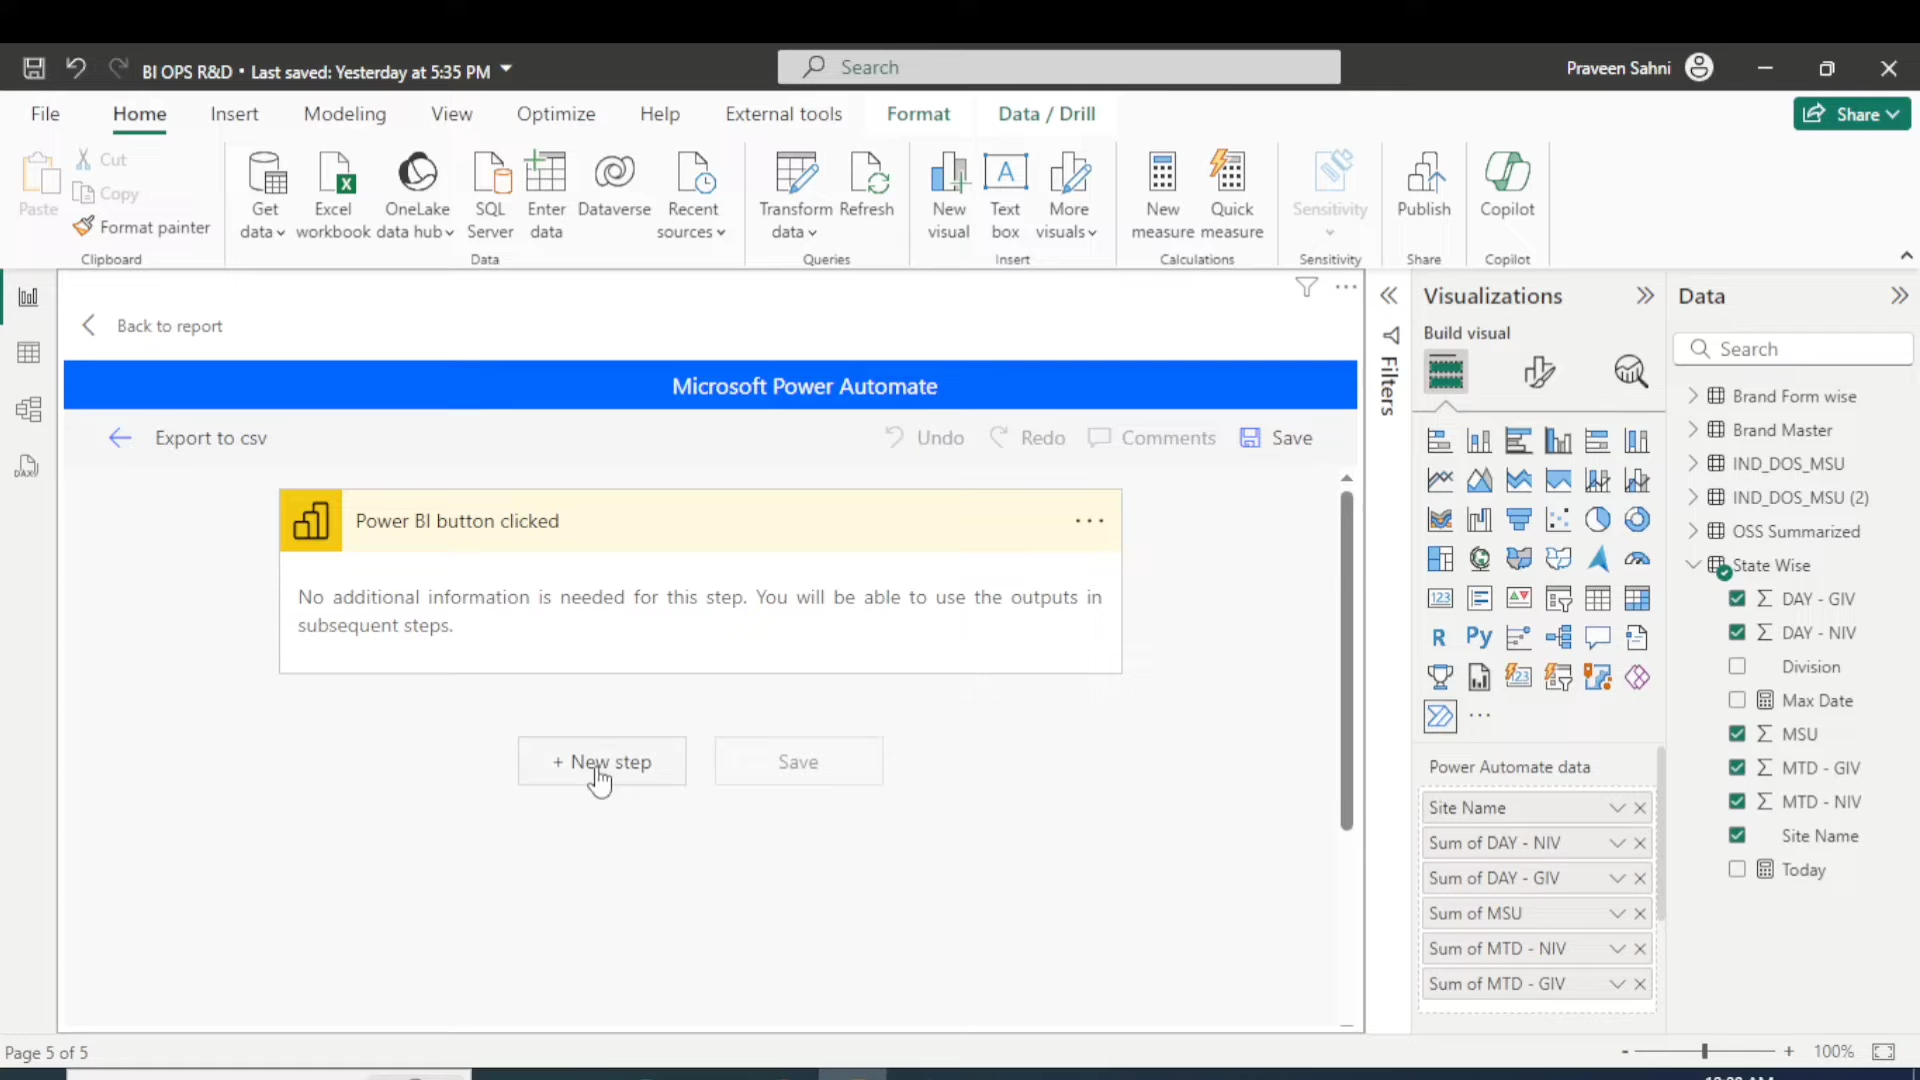 BI OPS R&D • Last saved: Yesterday at 5:35 PM
Search
Praveen Sahni
File
Home
Insert
Modeling
View
Optimize
Help
External tools
Format
Data / Drill
Share
Paste
Cut
Copy
Format painter
Clipboard
Get
data
Excel
workbook
OneLake
data hub
SQL
Server
Enter
data
Dataverse
Recent
sources
Data
Transform
data
Refresh
Queries
New
visual
Text
box
More
visuals
Insert
New
measure
Quick
measure
Calculations
Sensitivity
Sensitivity
Publish
Share
Copilot
Copilot
Back to report
Microsoft Power Automate
Export to csv
Undo
Redo
Comments
Save
Power BI button clicked
No additional information is needed for this step. You will be able to use the outputs in
subsequent steps.
+ New step
Save
Filters
Visualizations
Build visual
123
R
Py
123
Power Automate data
Site Name
Sum of DAY - NIV
Sum of DAY - GIV
Sum of MSU
Sum of MTD - NIV
Sum of MTD - GIV
Data
Search
Brand Form wise
Brand Master
IND_DOS_MSU
IND_DOS_MSU (2)
OSS Summarized
State Wise
DAY - GIV
DAY - NIV
Division
Max Date
MSU
MTD - GIV
MTD - NIV
Site Name
Today
DAX
Page 5 of 5
- + 100%